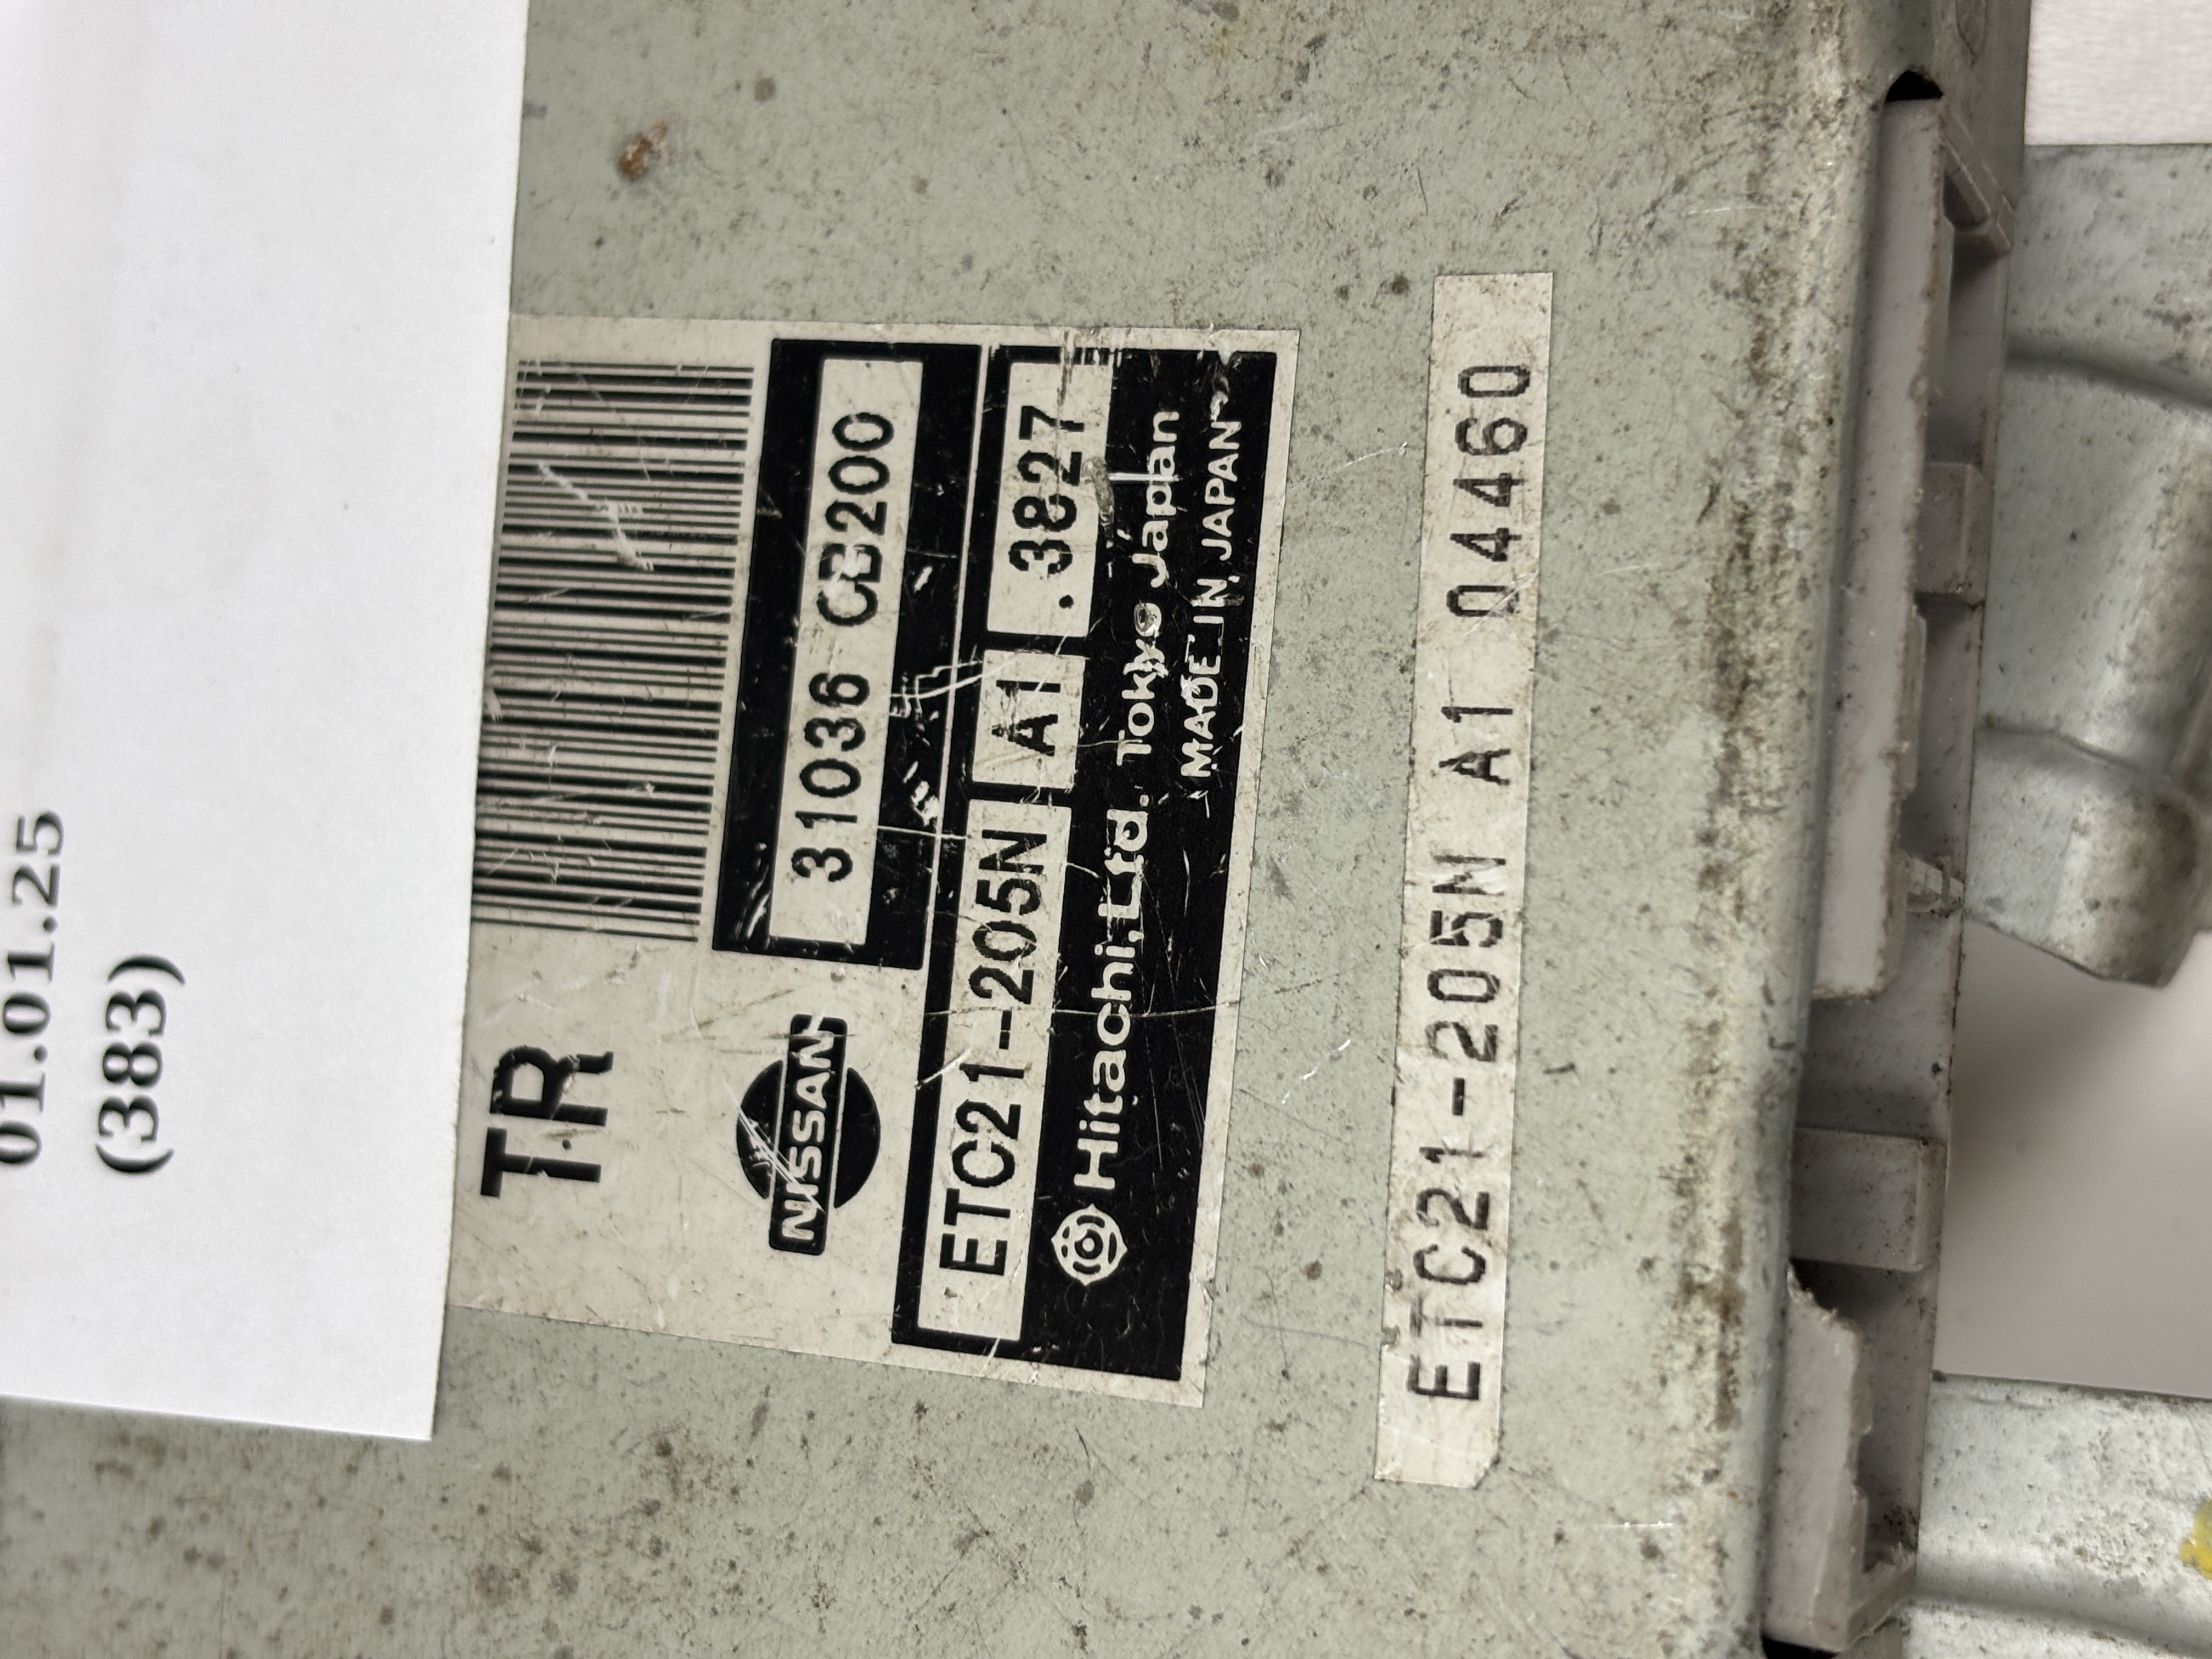 01.01.25
(383)
TR
NISSAN
31036 CB200
ETC21-205N A1 .3827
Hitachi,Ltd. Tokyo Japan
MADE IN JAPAN
ETC21-205N A1 04460